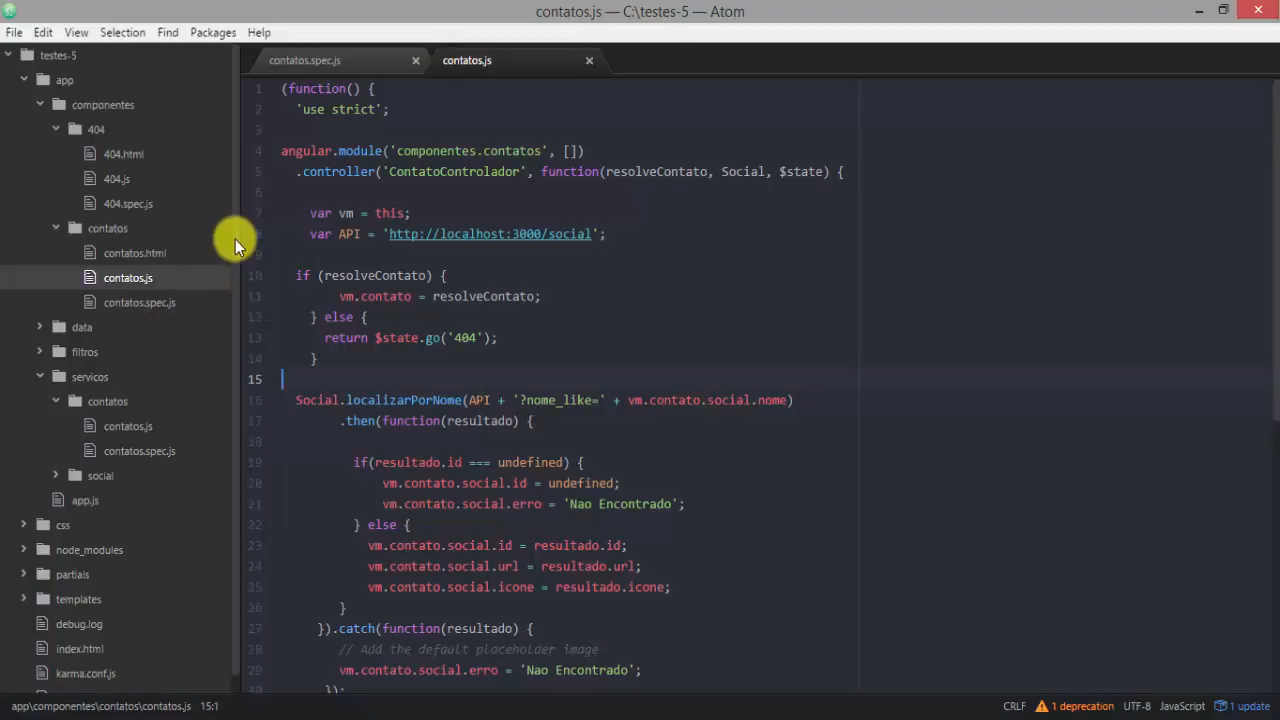 contatos.js — C:\testes-5 — Atom
File Edit View Selection Find Packages Help
testes-5
app
componentes
404
404.html
404.js
404.spec.js
contatos
contatos.html
contatos.js
contatos.spec.js
data
filtros
servicos
contatos
contatos.js
contatos.spec.js
social
app.js
css
node_modules
partials
templates
debug.log
index.html
karma.conf.js
contatos.spec.js contatos.js
1 (function() {
2 'use strict';
3
4 angular.module('componentes.contatos', [])
5 .controller('ContatoControlador', function(resolveContato, Social, $state) {
6
7 var vm = this;
8 var API = 'http://localhost:3000/social';
9
10 if (resolveContato) {
11 vm.contato = resolveContato;
12 } else {
13 return $state.go('404');
14 }
15
16 Social.localizarPorNome(API + '?nome_like=' + vm.contato.social.nome)
17 .then(function(resultado) {
18
19 if(resultado.id === undefined) {
20 vm.contato.social.id = undefined;
21 vm.contato.social.erro = 'Nao Encontrado';
22 } else {
23 vm.contato.social.id = resultado.id;
24 vm.contato.social.url = resultado.url;
25 vm.contato.social.icone = resultado.icone;
26 }
27 }).catch(function(resultado) {
28 // Add the default placeholder image
29 vm.contato.social.erro = 'Nao Encontrado';
30 });
app\componentes\contatos\contatos.js 15:1 CRLF 1 deprecation UTF-8 JavaScript 1 update